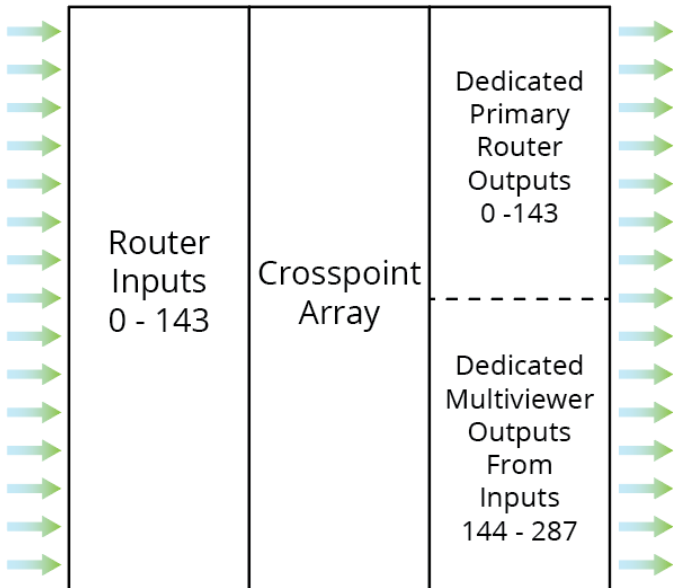 Router
Inputs
0 - 143
Crosspoint
Array
Dedicated
Primary
Router
Outputs
0 -143
Dedicated
Multiviewer
Outputs
From
Inputs
144 - 287